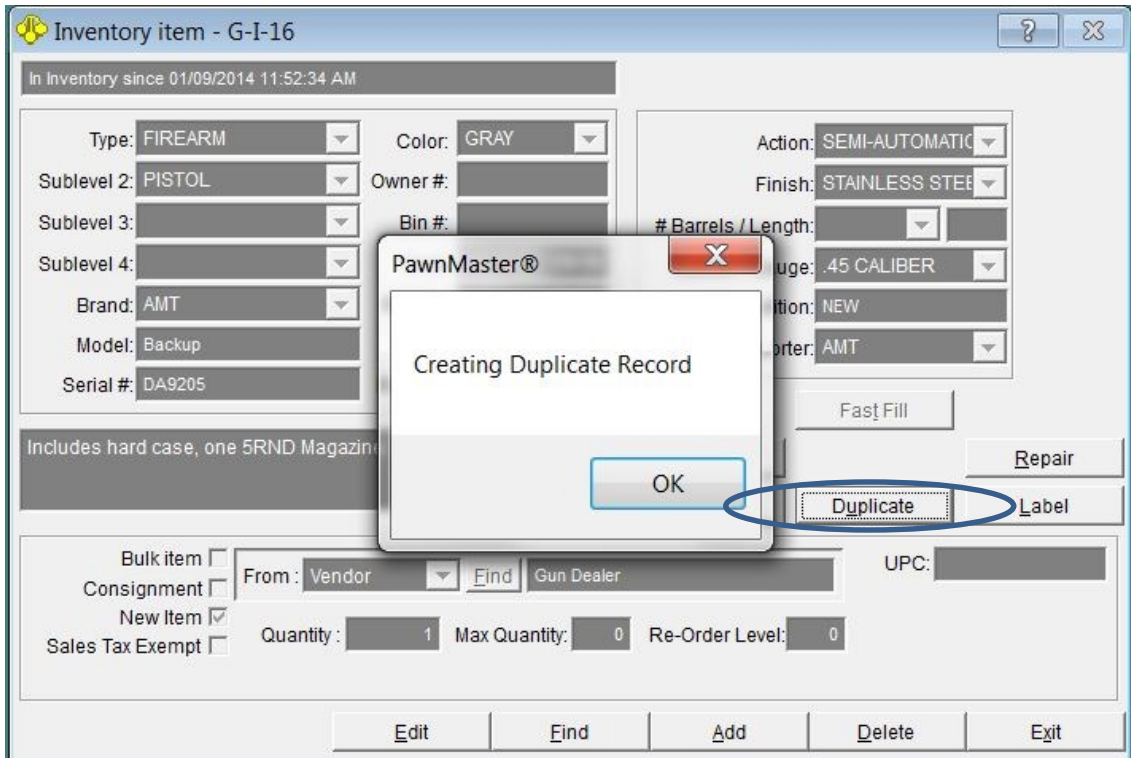 Inventory item - G-I-16
In Inventory since 01/09/2014 11:52:34 AM
Type: FIREARM
Color: GRAY
Action: SEMI-AUTOMATIC
Sublevel 2: PISTOL
Owner #:
Finish: STAINLESS STEE
Sublevel 3:
Bin #:
# Barrels / Length:
Sublevel 4:
uge: .45 CALIBER
Brand: AMT
ition: NEW
Model: Backup
orter: AMT
Serial #: DA9205
PawnMaster®
Creating Duplicate Record
OK
Fast Fill
Includes hard case, one 5RND Magazine
Repair
Duplicate
Label
Bulk item
From : Vendor
Find
Gun Dealer
UPC:
Consignment
New Item
Quantity : 1
Max Quantity: 0
Re-Order Level: 0
Sales Tax Exempt
Edit
Find
Add
Delete
Exit